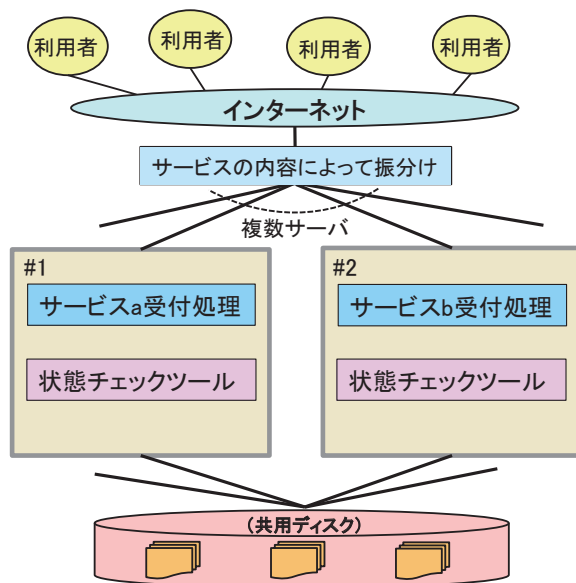 利用者
利用者
利用者
利用者
インターネット
サービスの内容によって振分け
複数サーバ
#1
サービスa受付処理
状態チェックツール
#2
サービスb受付処理
状態チェックツール
(共用ディスク)